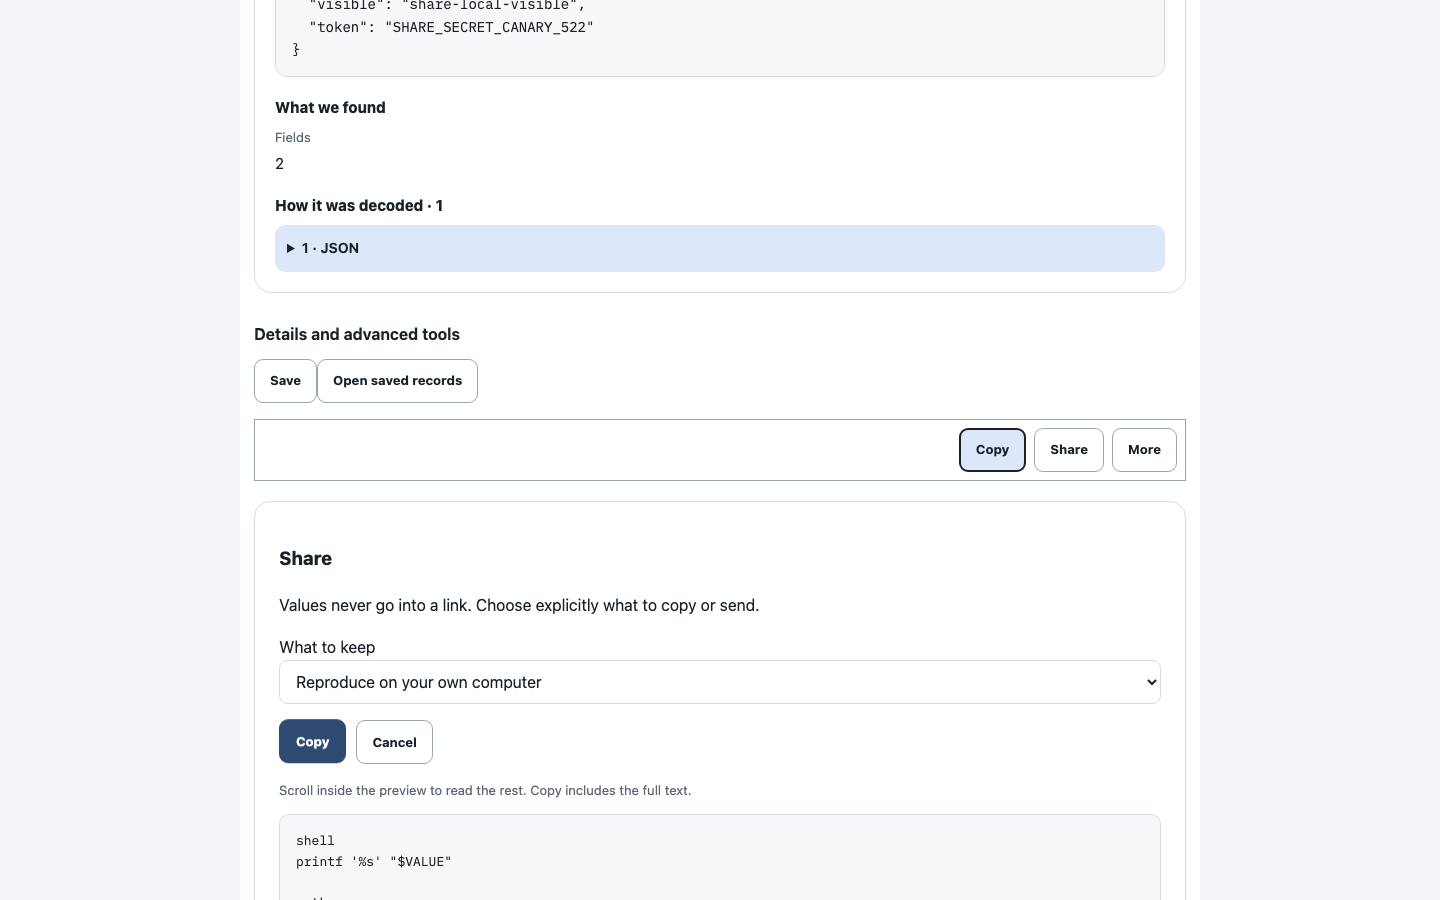 "visible": "share-local-visible",
"token": "SHARE_SECRET_CANARY_522"
}
What we found
Fields
2
How it was decoded · 1
▶ 1 · JSON
Details and advanced tools
Save
Open saved records
Copy
Share
More
Share
Values never go into a link. Choose explicitly what to copy or send.
What to keep
Reproduce on your own computer
Copy
Cancel
Scroll inside the preview to read the rest. Copy includes the full text.
shell
printf '%s' "$VALUE"